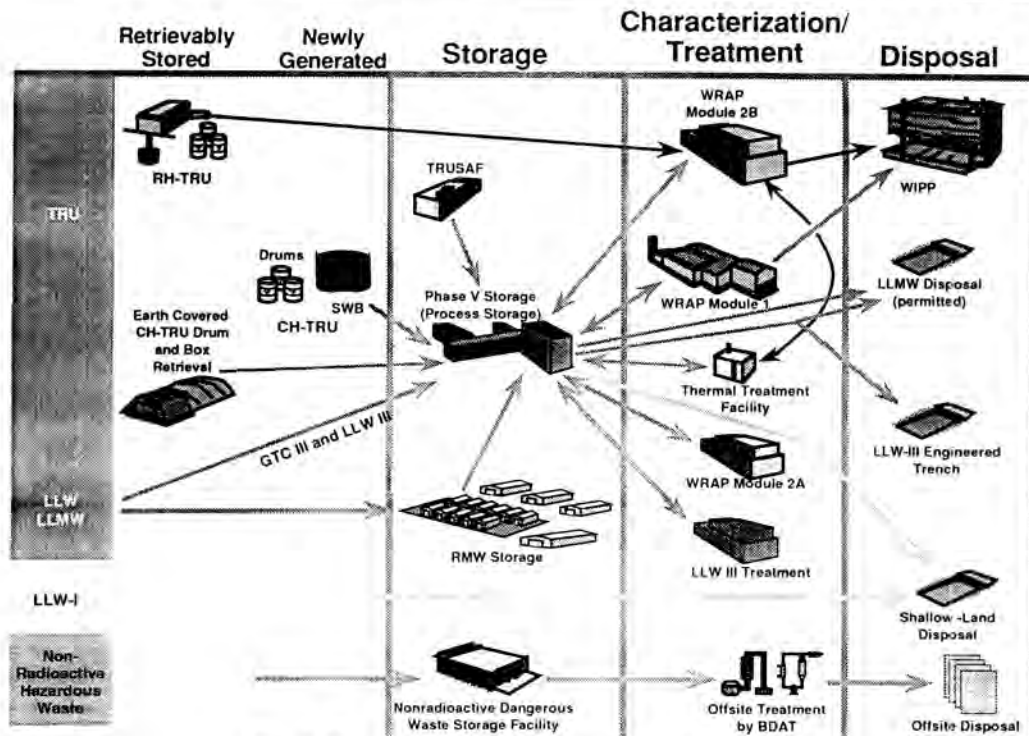 Retrievably
Stored
Newly
Generated
Storage
Characterization/
Treatment
Disposal
TRU
RH-TRU
TRUSAF
WRAP
Module 2B
WIPP
Drums
SWB
CH-TRU
Earth Covered
CH-TRU Drum
and Box
Retrieval
Phase V Storage
(Process Storage)
WRAP Module 1
LLMW Disposal
(permitted)
Thermal Treatment
Facility
GTC III and LLW III
WRAP Module 2A
LLW-III Engineered
Trench
LLW
LLMW
RMW Storage
LLW III Treatment
LLW-I
Shallow -Land
Disposal
Non-
Radioactive
Hazardous
Waste
Nonradioactive Dangerous
Waste Storage Facility
Offsite Treatment
by BDAT
Offsite Disposal